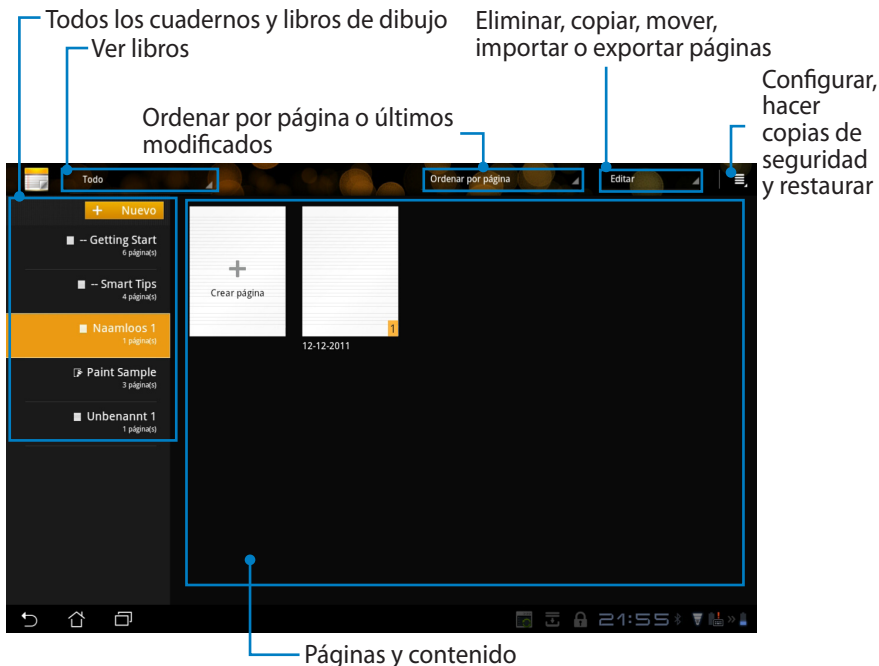 Todos los cuadernos y libros de dibujo
Ver libros
Eliminar, copiar, mover,
importar o exportar páginas
Ordenar por página o últimos
modificados
Configurar,
hacer
copias de
seguridad
y restaurar
Todo
Ordenar por página
Editar
+ Nuevo
-- Getting Start
6 página(s)
-- Smart Tips
4 página(s)
Naamloos 1
1 página(s)
Paint Sample
3 página(s)
Unbenannt 1
1 página(s)
+
Crear página
1
12-12-2011
21:55
Páginas y contenido